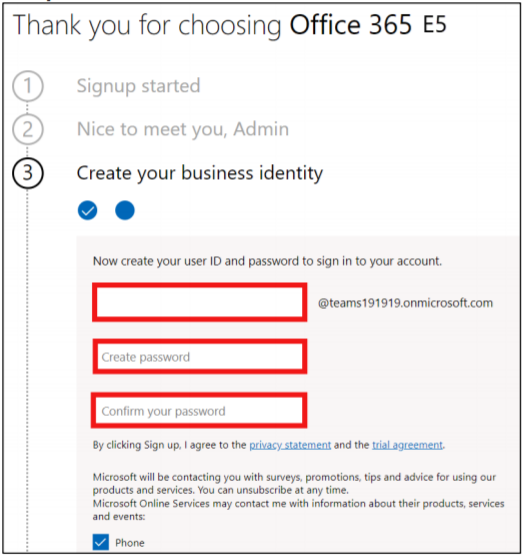 Thank you for choosing Office 365 E5
1 Signup started
2 Nice to meet you, Admin
3 Create your business identity
Now create your user ID and password to sign in to your account.
@teams191919.onmicrosoft.com
Create password
Confirm your password
By clicking Sign up, I agree to the privacy statement and the trial agreement.
Microsoft will be contacting you with surveys, promotions, tips and advice for using our
products and services. You can unsubscribe at any time.
Microsoft Online Services may contact me with information about their products, services
and events:
Phone